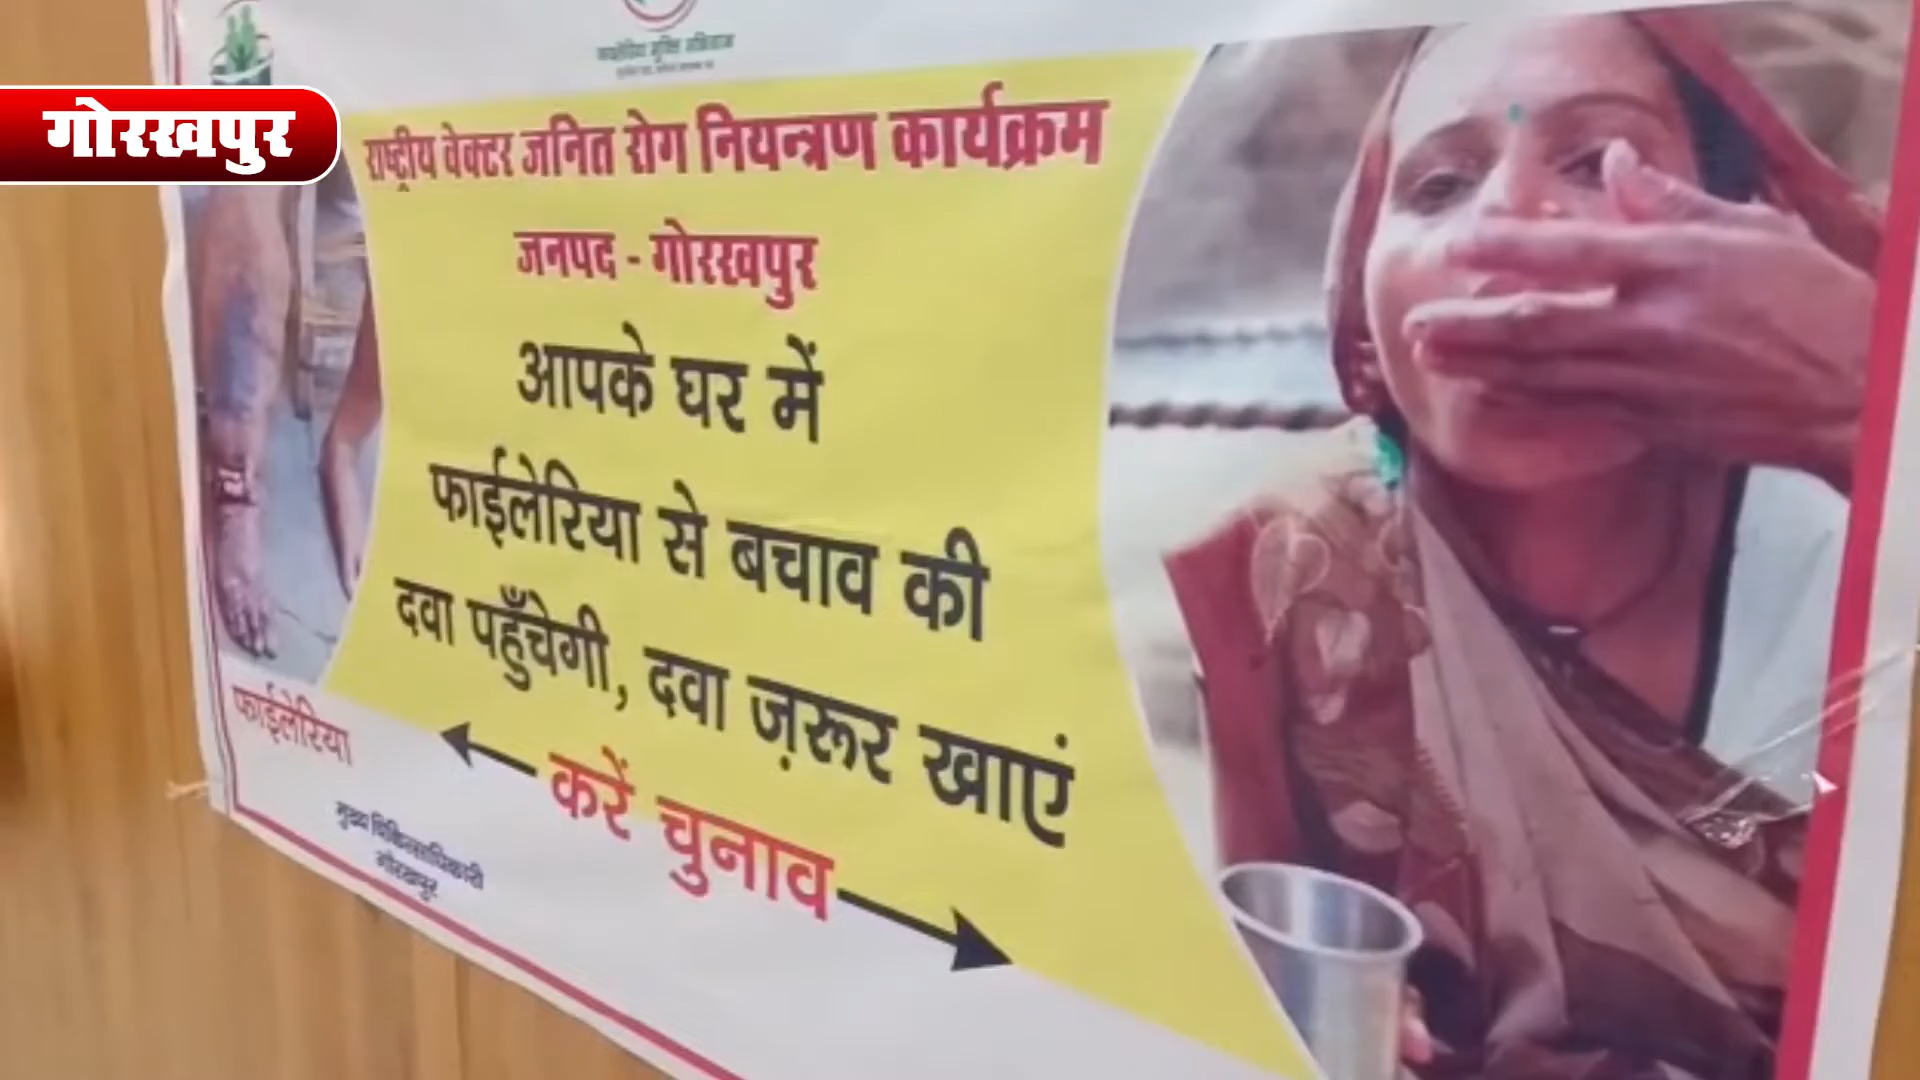 गोरखपुर
राष्ट्रीय वेक्टर जनित रोग नियन्त्रण कार्यक्रम
जनपद - गोरखपुर
आपके घर में
फाईलेरिया से बचाव की
दवा पहुँचेगी, दवा ज़रूर खाएं
करें चुनाव
फाईलेरिया
मुख्य चिकित्साधिकारी
गोरखपुर